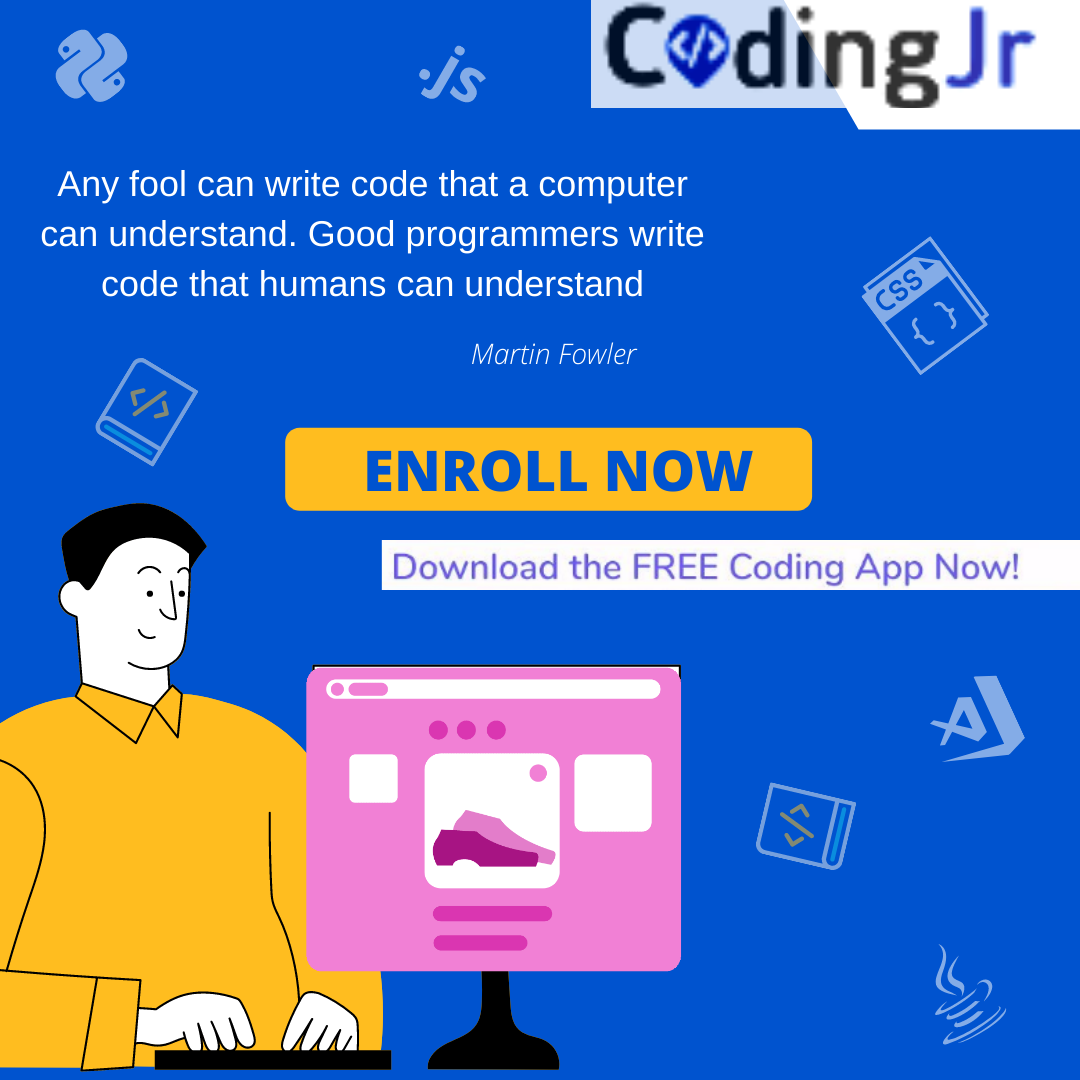 CodingJr
.js
Any fool can write code that a computer
can understand. Good programmers write
code that humans can understand
Martin Fowler
CSS
{ }
</>
ENROLL NOW
Download the FREE Coding App Now!
</>